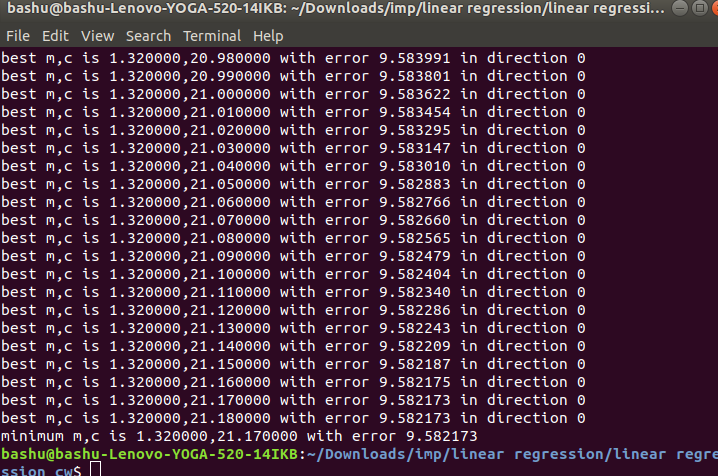 bashu@bashu-Lenovo-YOGA-520-14IKB: ~/Downloads/imp/linear regression/linear regressi...
File Edit View Search Terminal Help
best m,c is 1.320000,20.980000 with error 9.583991 in direction 0
best m,c is 1.320000,20.990000 with error 9.583801 in direction 0
best m,c is 1.320000,21.000000 with error 9.583622 in direction 0
best m,c is 1.320000,21.010000 with error 9.583454 in direction 0
best m,c is 1.320000,21.020000 with error 9.583295 in direction 0
best m,c is 1.320000,21.030000 with error 9.583147 in direction 0
best m,c is 1.320000,21.040000 with error 9.583010 in direction 0
best m,c is 1.320000,21.050000 with error 9.582883 in direction 0
best m,c is 1.320000,21.060000 with error 9.582766 in direction 0
best m,c is 1.320000,21.070000 with error 9.582660 in direction 0
best m,c is 1.320000,21.080000 with error 9.582565 in direction 0
best m,c is 1.320000,21.090000 with error 9.582479 in direction 0
best m,c is 1.320000,21.100000 with error 9.582404 in direction 0
best m,c is 1.320000,21.110000 with error 9.582340 in direction 0
best m,c is 1.320000,21.120000 with error 9.582286 in direction 0
best m,c is 1.320000,21.130000 with error 9.582243 in direction 0
best m,c is 1.320000,21.140000 with error 9.582209 in direction 0
best m,c is 1.320000,21.150000 with error 9.582187 in direction 0
best m,c is 1.320000,21.160000 with error 9.582175 in direction 0
best m,c is 1.320000,21.170000 with error 9.582173 in direction 0
best m,c is 1.320000,21.180000 with error 9.582173 in direction 0
minimum m,c is 1.320000,21.170000 with error 9.582173
bashu@bashu-Lenovo-YOGA-520-14IKB:~/Downloads/imp/linear regression/linear regre
ssion cw$